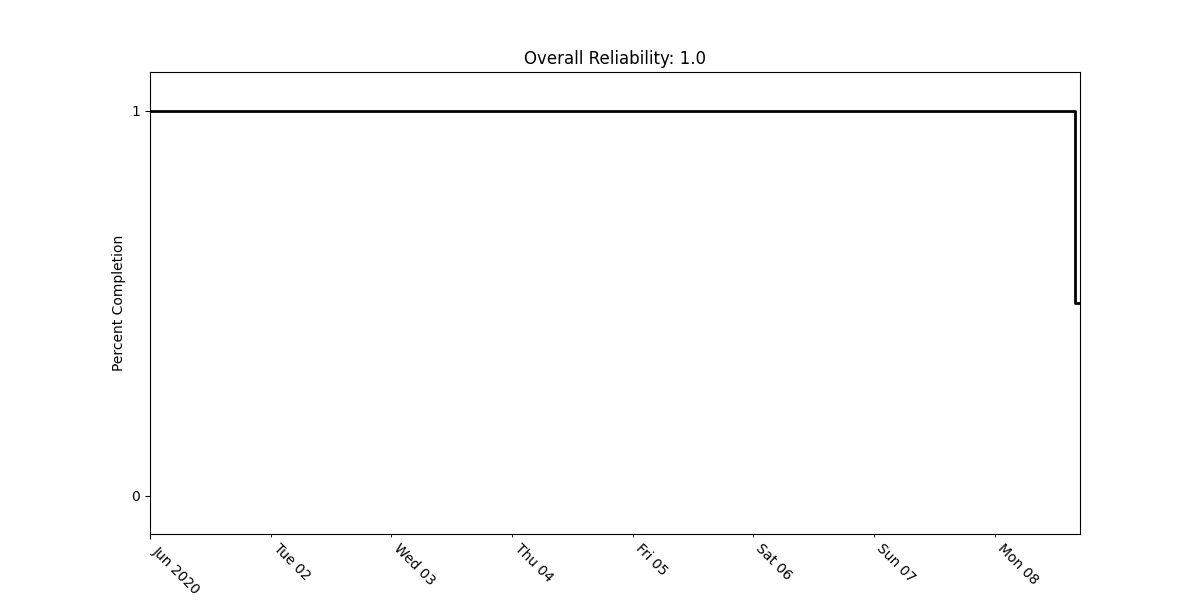 Overall Reliability: 1.0
1
Percent Completion
0
Jun 2020
Tue 02
Wed 03
Thu 04
Fri 05
Sat 06
Sun 07
Mon 08